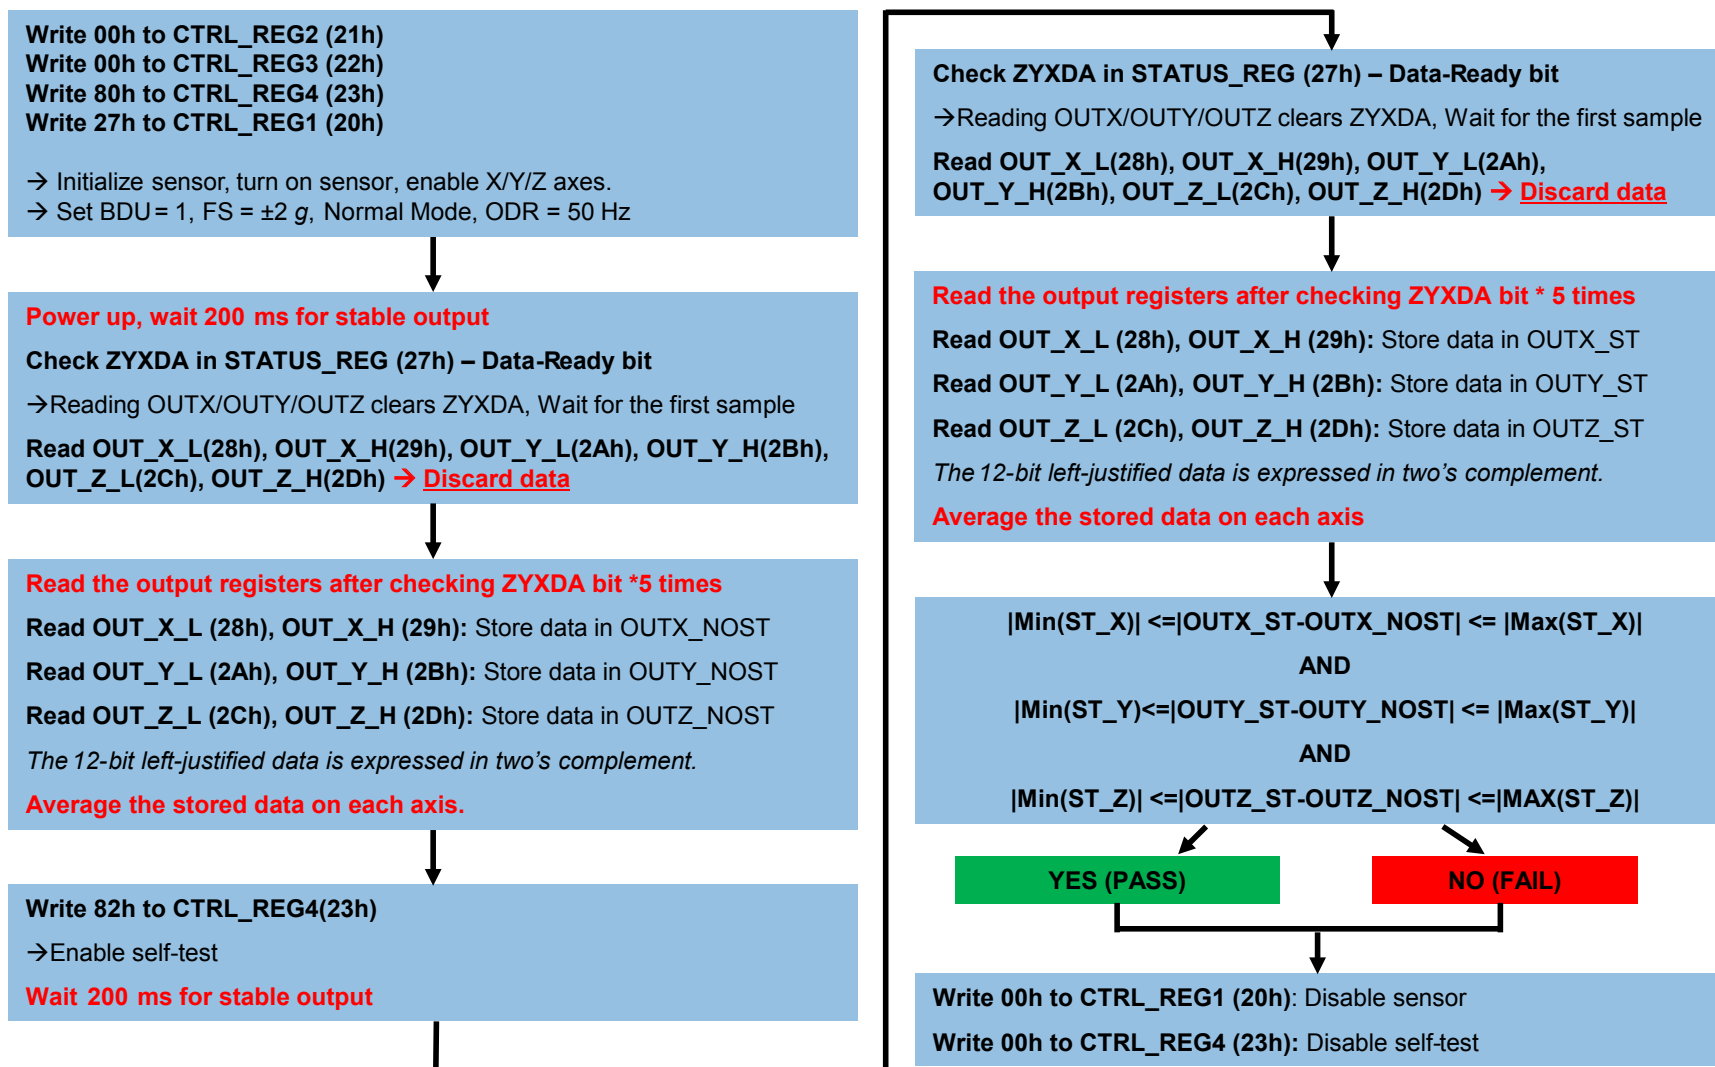 Write 00h to CTRL_REG2 (21h)
Write 00h to CTRL_REG3 (22h)
Write 80h to CTRL_REG4 (23h)
Write 27h to CTRL_REG1 (20h)
→ Initialize sensor, turn on sensor, enable X/Y/Z axes.
→ Set BDU = 1, FS = ±2 g, Normal Mode, ODR = 50 Hz
Power up, wait 200 ms for stable output
Check ZYXDA in STATUS_REG (27h) – Data-Ready bit
→Reading OUTX/OUTY/OUTZ clears ZYXDA, Wait for the first sample
Read OUT_X_L(28h), OUT_X_H(29h), OUT_Y_L(2Ah), OUT_Y_H(2Bh),
OUT_Z_L(2Ch), OUT_Z_H(2Dh) → Discard data
Read the output registers after checking ZYXDA bit *5 times
Read OUT_X_L (28h), OUT_X_H (29h): Store data in OUTX_NOST
Read OUT_Y_L (2Ah), OUT_Y_H (2Bh): Store data in OUTY_NOST
Read OUT_Z_L (2Ch), OUT_Z_H (2Dh): Store data in OUTZ_NOST
The 12-bit left-justified data is expressed in two’s complement.
Average the stored data on each axis.
Write 82h to CTRL_REG4(23h)
→Enable self-test
Wait 200 ms for stable output
Check ZYXDA in STATUS_REG (27h) – Data-Ready bit
→Reading OUTX/OUTY/OUTZ clears ZYXDA, Wait for the first sample
Read OUT_X_L(28h), OUT_X_H(29h), OUT_Y_L(2Ah),
OUT_Y_H(2Bh), OUT_Z_L(2Ch), OUT_Z_H(2Dh) → Discard data
Read the output registers after checking ZYXDA bit * 5 times
Read OUT_X_L (28h), OUT_X_H (29h): Store data in OUTX_ST
Read OUT_Y_L (2Ah), OUT_Y_H (2Bh): Store data in OUTY_ST
Read OUT_Z_L (2Ch), OUT_Z_H (2Dh): Store data in OUTZ_ST
The 12-bit left-justified data is expressed in two’s complement.
Average the stored data on each axis
|Min(ST_X)| <=|OUTX_ST-OUTX_NOST| <= |Max(ST_X)|
AND
|Min(ST_Y)<=|OUTY_ST-OUTY_NOST| <= |Max(ST_Y)|
AND
|Min(ST_Z)| <=|OUTZ_ST-OUTZ_NOST| <=|MAX(ST_Z)|
YES (PASS)
NO (FAIL)
Write 00h to CTRL_REG1 (20h): Disable sensor
Write 00h to CTRL_REG4 (23h): Disable self-test